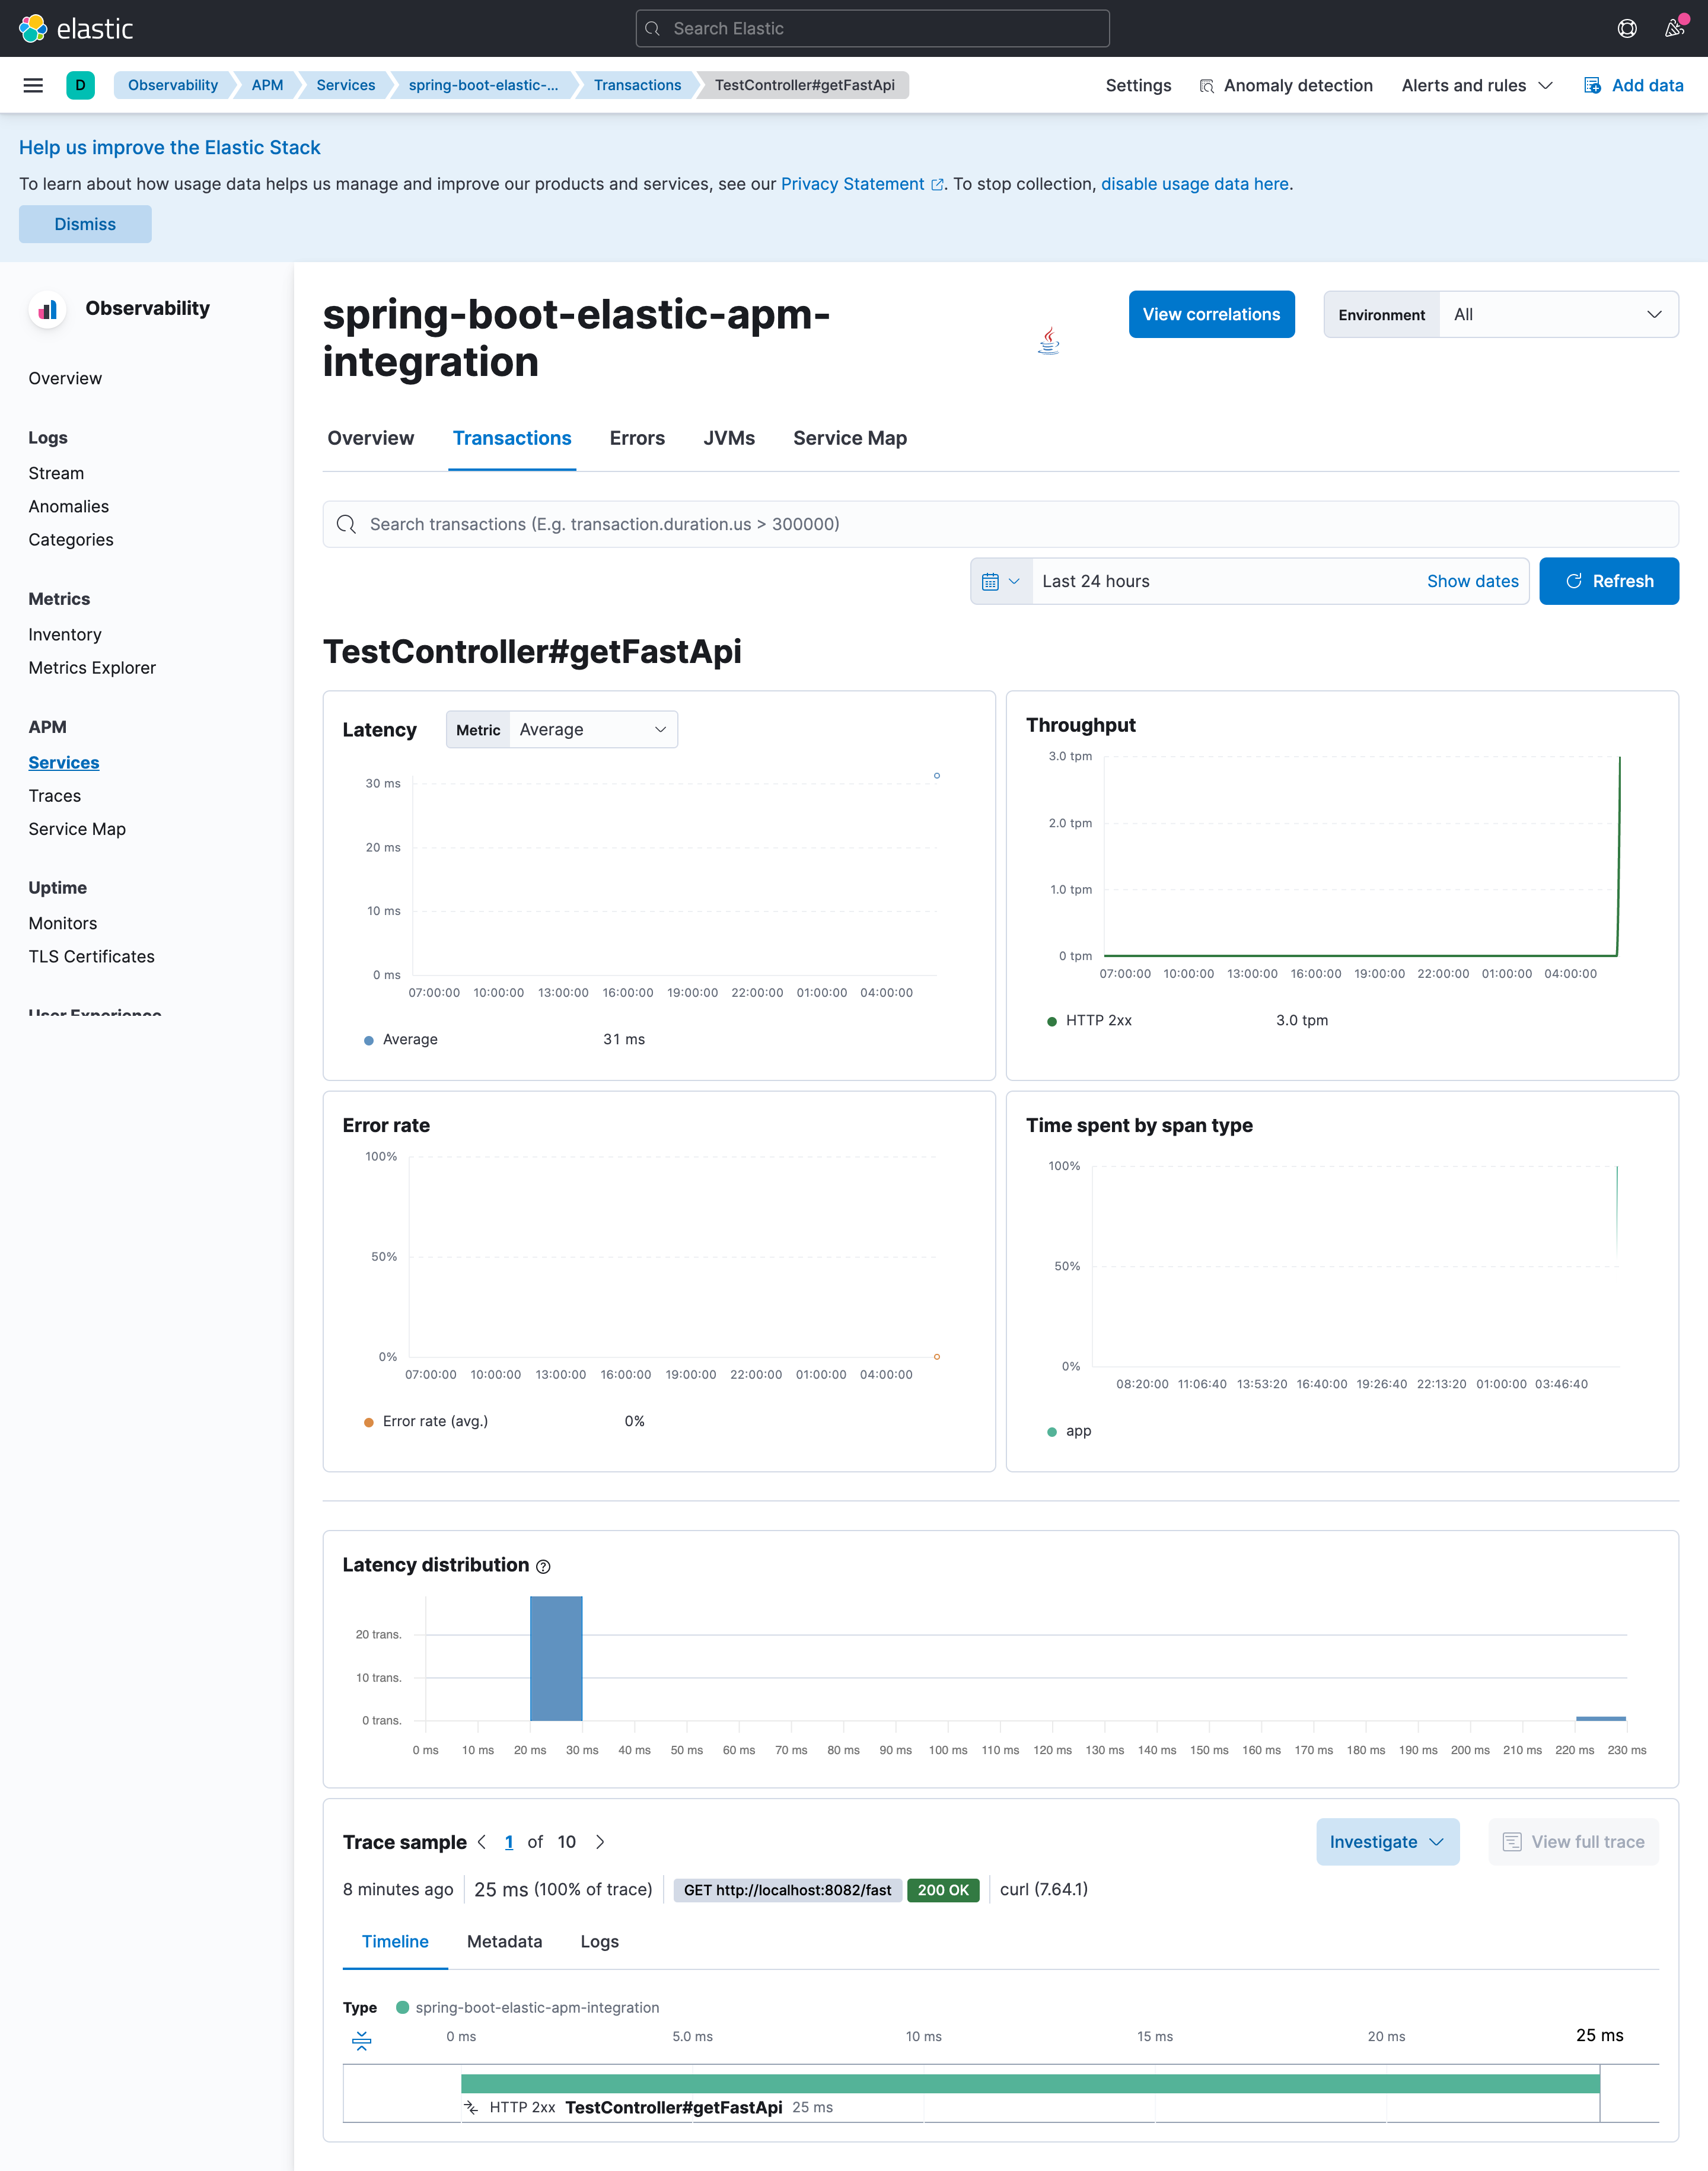 elastic
Search Elastic
D
Observability
APM
Services
spring-boot-elastic-...
Transactions
TestController#getFastApi
Settings
Anomaly detection
Alerts and rules
Add data
Help us improve the Elastic Stack
To learn about how usage data helps us manage and improve our products and services, see our Privacy Statement . To stop collection, disable usage data here.
Dismiss
Observability
Overview
Logs
Stream
Anomalies
Categories
Metrics
Inventory
Metrics Explorer
APM
Services
Traces
Service Map
Uptime
Monitors
TLS Certificates
User Experience
spring-boot-elastic-apm-
integration
View correlations
Environment All
Overview Transactions Errors JVMs Service Map
Search transactions (E.g. transaction.duration.us > 300000)
Last 24 hours Show dates Refresh
TestController#getFastApi
Latency Metric Average
30 ms
20 ms
10 ms
0 ms
07:00:00 10:00:00 13:00:00 16:00:00 19:00:00 22:00:00 01:00:00 04:00:00
Average 31 ms
Throughput
3.0 tpm
2.0 tpm
1.0 tpm
0 tpm
07:00:00 10:00:00 13:00:00 16:00:00 19:00:00 22:00:00 01:00:00 04:00:00
HTTP 2xx 3.0 tpm
Error rate
100%
50%
0%
07:00:00 10:00:00 13:00:00 16:00:00 19:00:00 22:00:00 01:00:00 04:00:00
Error rate (avg.) 0%
Time spent by span type
100%
50%
0%
08:20:00 11:06:40 13:53:20 16:40:00 19:26:40 22:13:20 01:00:00 03:46:40
app
Latency distribution
20 trans.
10 trans.
0 trans.
0 ms 10 ms 20 ms 30 ms 40 ms 50 ms 60 ms 70 ms 80 ms 90 ms 100 ms 110 ms 120 ms 130 ms 140 ms 150 ms 160 ms 170 ms 180 ms 190 ms 200 ms 210 ms 220 ms 230 ms
Trace sample 1 of 10
Investigate View full trace
8 minutes ago 25 ms (100% of trace) GET http://localhost:8082/fast 200 OK curl (7.64.1)
Timeline Metadata Logs
Type spring-boot-elastic-apm-integration
0 ms 5.0 ms 10 ms 15 ms 20 ms 25 ms
HTTP 2xx TestController#getFastApi 25 ms